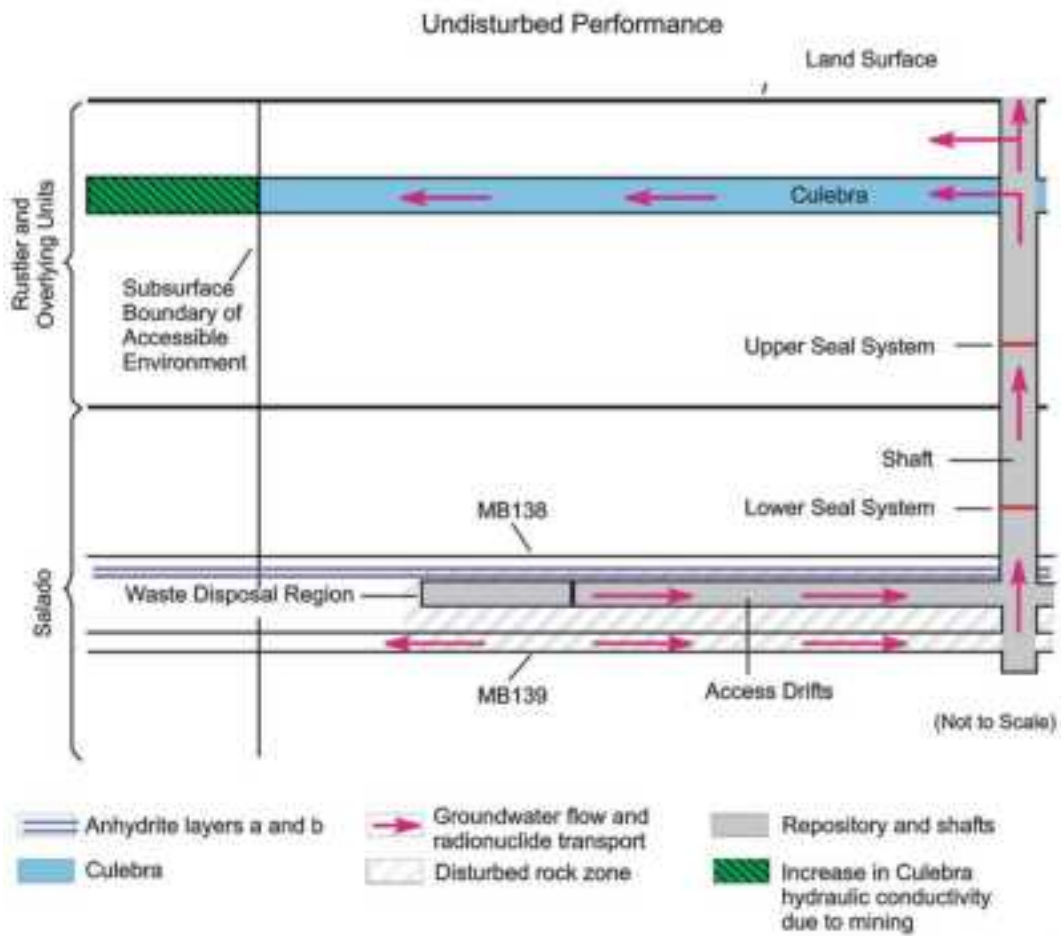 Undisturbed Performance
Land Surface
Culebra
Rustler and
Overlying Units
Subsurface
Boundary of
Accessible
Environment
Upper Seal System
Shaft
Lower Seal System
MB138
Waste Disposal Region
Salado
MB139
Access Drifts
(Not to Scale)
Anhydrite layers a and b
Culebra
Groundwater flow and
radionuclide transport
Disturbed rock zone
Repository and shafts
Increase in Culebra
hydraulic conductivity
due to mining